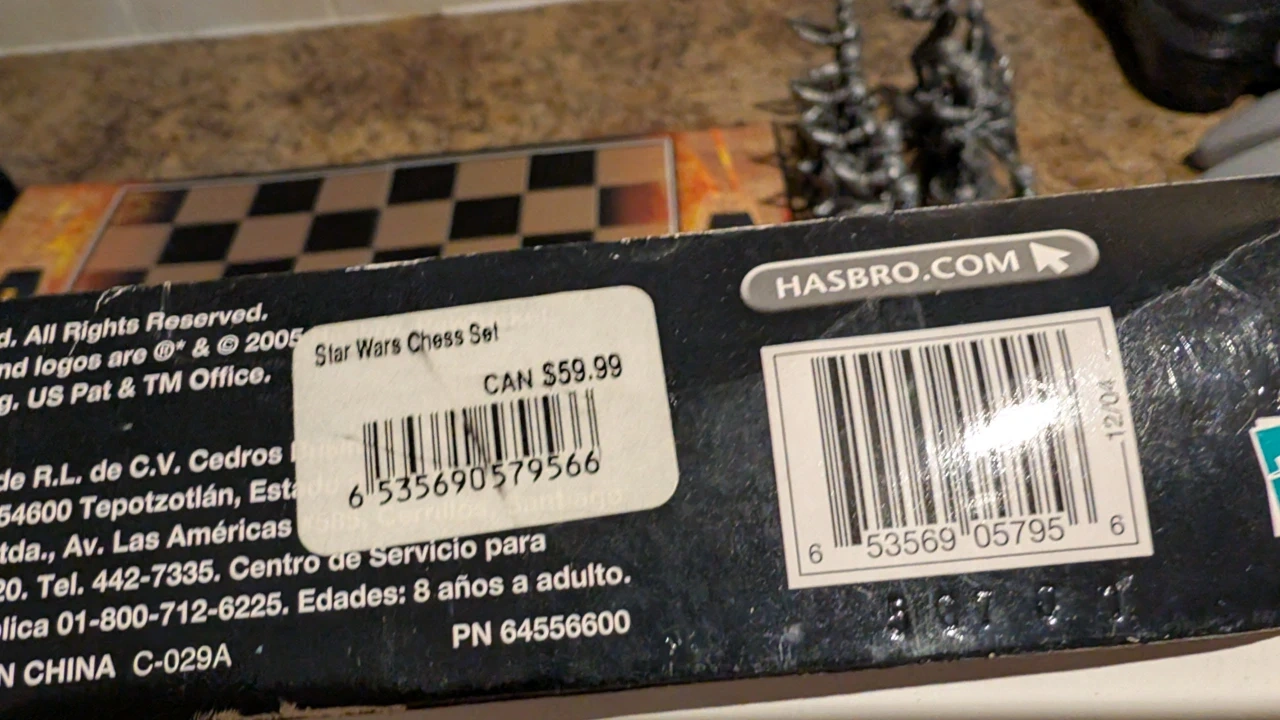 d. All Rights Reserved.
nd logos are ®* & © 2005
g. US Pat & TM Office.
de R.L. de C.V. Cedros
54600 Tepotzotlán, Esta
tda., Av. Las Américas
20. Tel. 442-7335. Centro de Servicio para
lica 01-800-712-6225. Edades: 8 años a adulto.
PN 64556600
N CHINA C-029A
Star Wars Chess Set
CAN $59.99
6 535690579566
HASBRO.COM
12/04
6 53569 05795 6